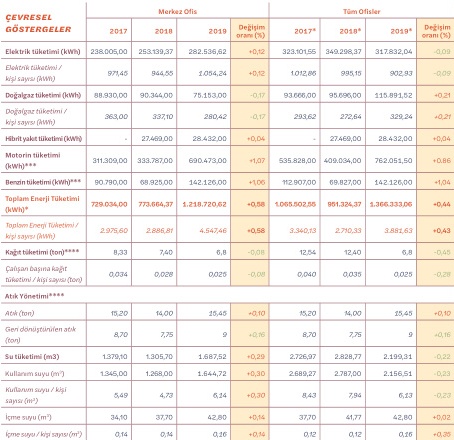 ÇEVRESEL GÖSTERGELER
Merkez Ofis Tüm Ofisler
2017 2018 2019 Değişim oranı (%) 2017* 2018* 2019* Değişim oranı (%)
Elektrik tüketimi (kWh) 238.005,00 253.139,37 282.536,62 +0,12 323.101,55 349.298,37 317.832,04 -0,09
Elektrik tüketimi / kişi sayısı (kWh) 971,45 944,55 1.054,24 +0,12 1.012,86 995,15 902,93 -0,09
Doğalgaz tüketimi (kWh) 88.930,00 90.344,00 75.153,00 -0,17 93.666,00 95.696,00 115.891,52 +0,21
Doğalgaz tüketimi / kişi sayısı (kWh) 363,00 337,10 280,42 -0,17 293,62 272,64 329,24 +0,21
Hibrit yakıt tüketimi (kWh) - 27.469,00 28.432,00 +0,04 - 27.469,00 28.432,00 +0,04
Motorin tüketimi (kWh)*** 311.309,00 333.787,00 690.473,00 +1,07 535.828,00 409.034,00 762.051,50 +0,86
Benzin tüketimi (kWh)*** 90.790,00 68.925,00 142.126,00 +1,06 112.907,00 69.827,00 142.126,00 +1,04
Toplam Enerji Tüketimi (kWh)* 729.034,00 773.664,37 1.218.720,62 +0,58 1.065.502,55 951.324,37 1.366.333,06 +0,44
Toplam Enerji Tüketimi / kişi sayısı (kWh) 2.975,60 2.886,81 4.547,46 +0,58 3.340,13 2.710,33 3.881,63 +0,43
Kağıt tüketimi (ton)**** 8,33 7,40 6,8 -0,08 12,54 12,40 6,8 -0,45
Çalışan başına kağıt tüketimi / kişi sayısı (ton) 0,034 0,028 0,025 -0,08 0,040 0,035 0,025 -0,28
Atık Yönetimi****
Atık (ton) 15,20 14,00 15,45 +0,10 15,20 14,00 15,45 +0,10
Geri dönüştürülen atık (ton) 8,70 7,75 9 +0,16 8,70 7,75 9 +0,16
Su tüketimi (m3) 1.379,10 1.305,70 1.687,52 +0,29 2.726,97 2.828,77 2.199,31 -0,22
Kullanım suyu (m³) 1.345,00 1.268,00 1.644,72 +0,30 2.689,27 2.787,00 2.156,51 -0,23
Kullanım suyu / kişi sayısı (m³) 5,49 4,73 6,14 +0,30 8,43 7,94 6,13 -0,23
İçme suyu (m³) 34,10 37,70 42,80 +0,14 37,70 41,77 42,80 +0,02
İçme suyu / kişi sayısı (m³) 0,14 0,14 0,16 +0,14 0,12 0,12 0,16 +0,35